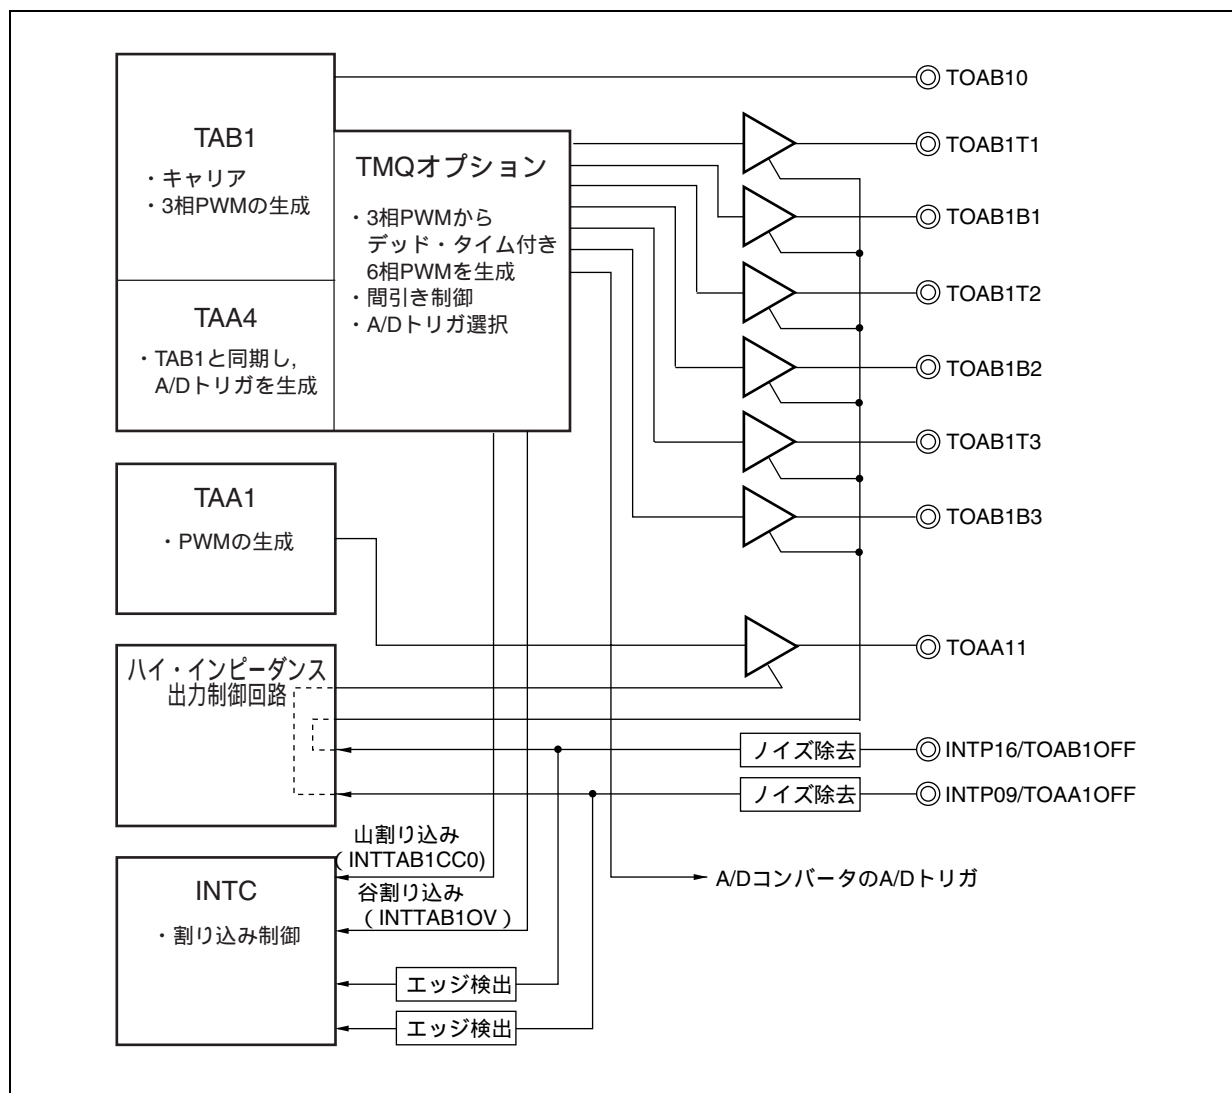 TAB1
・キャリア
・3相PWMの生成
TAA4
・TAB1と同期し,
A/Dトリガを生成
TMQオプション
・3相PWMから
デッド・タイム付き
6相PWMを生成
・間引き制御
・A/Dトリガ選択
TOAB10
TOAB1T1
TOAB1B1
TOAB1T2
TOAB1B2
TOAB1T3
TOAB1B3
TAA1
・PWMの生成
TOAA11
ハイ・インピーダンス
出力制御回路
ノイズ除去
INTP16/TOAB1OFF
ノイズ除去
INTP09/TOAA1OFF
山割り込み
(INTTAB1CC0)
谷割り込み
(INTTAB1OV)
A/DコンバータのA/Dトリガ
INTC
・割り込み制御
エッジ検出
エッジ検出